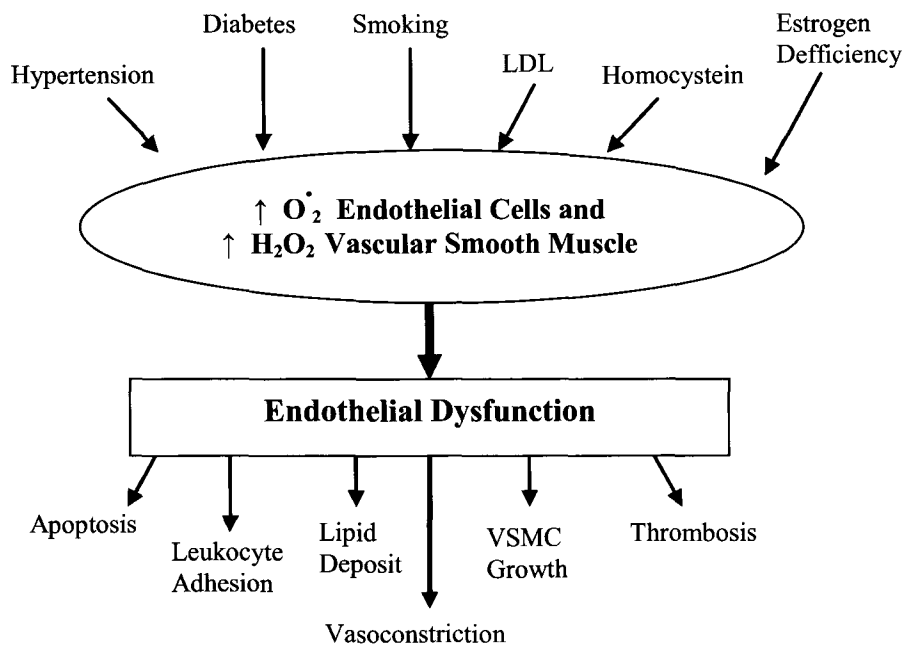 Diabetes
Smoking
Estrogen
Defficiency
Hypertension
LDL
Homocystein
↑ O˙₂ Endothelial Cells and
↑ H₂O₂ Vascular Smooth Muscle
Endothelial Dysfunction
Apoptosis
Leukocyte
Adhesion
Lipid
Deposit
VSMC
Growth
Thrombosis
Vasoconstriction